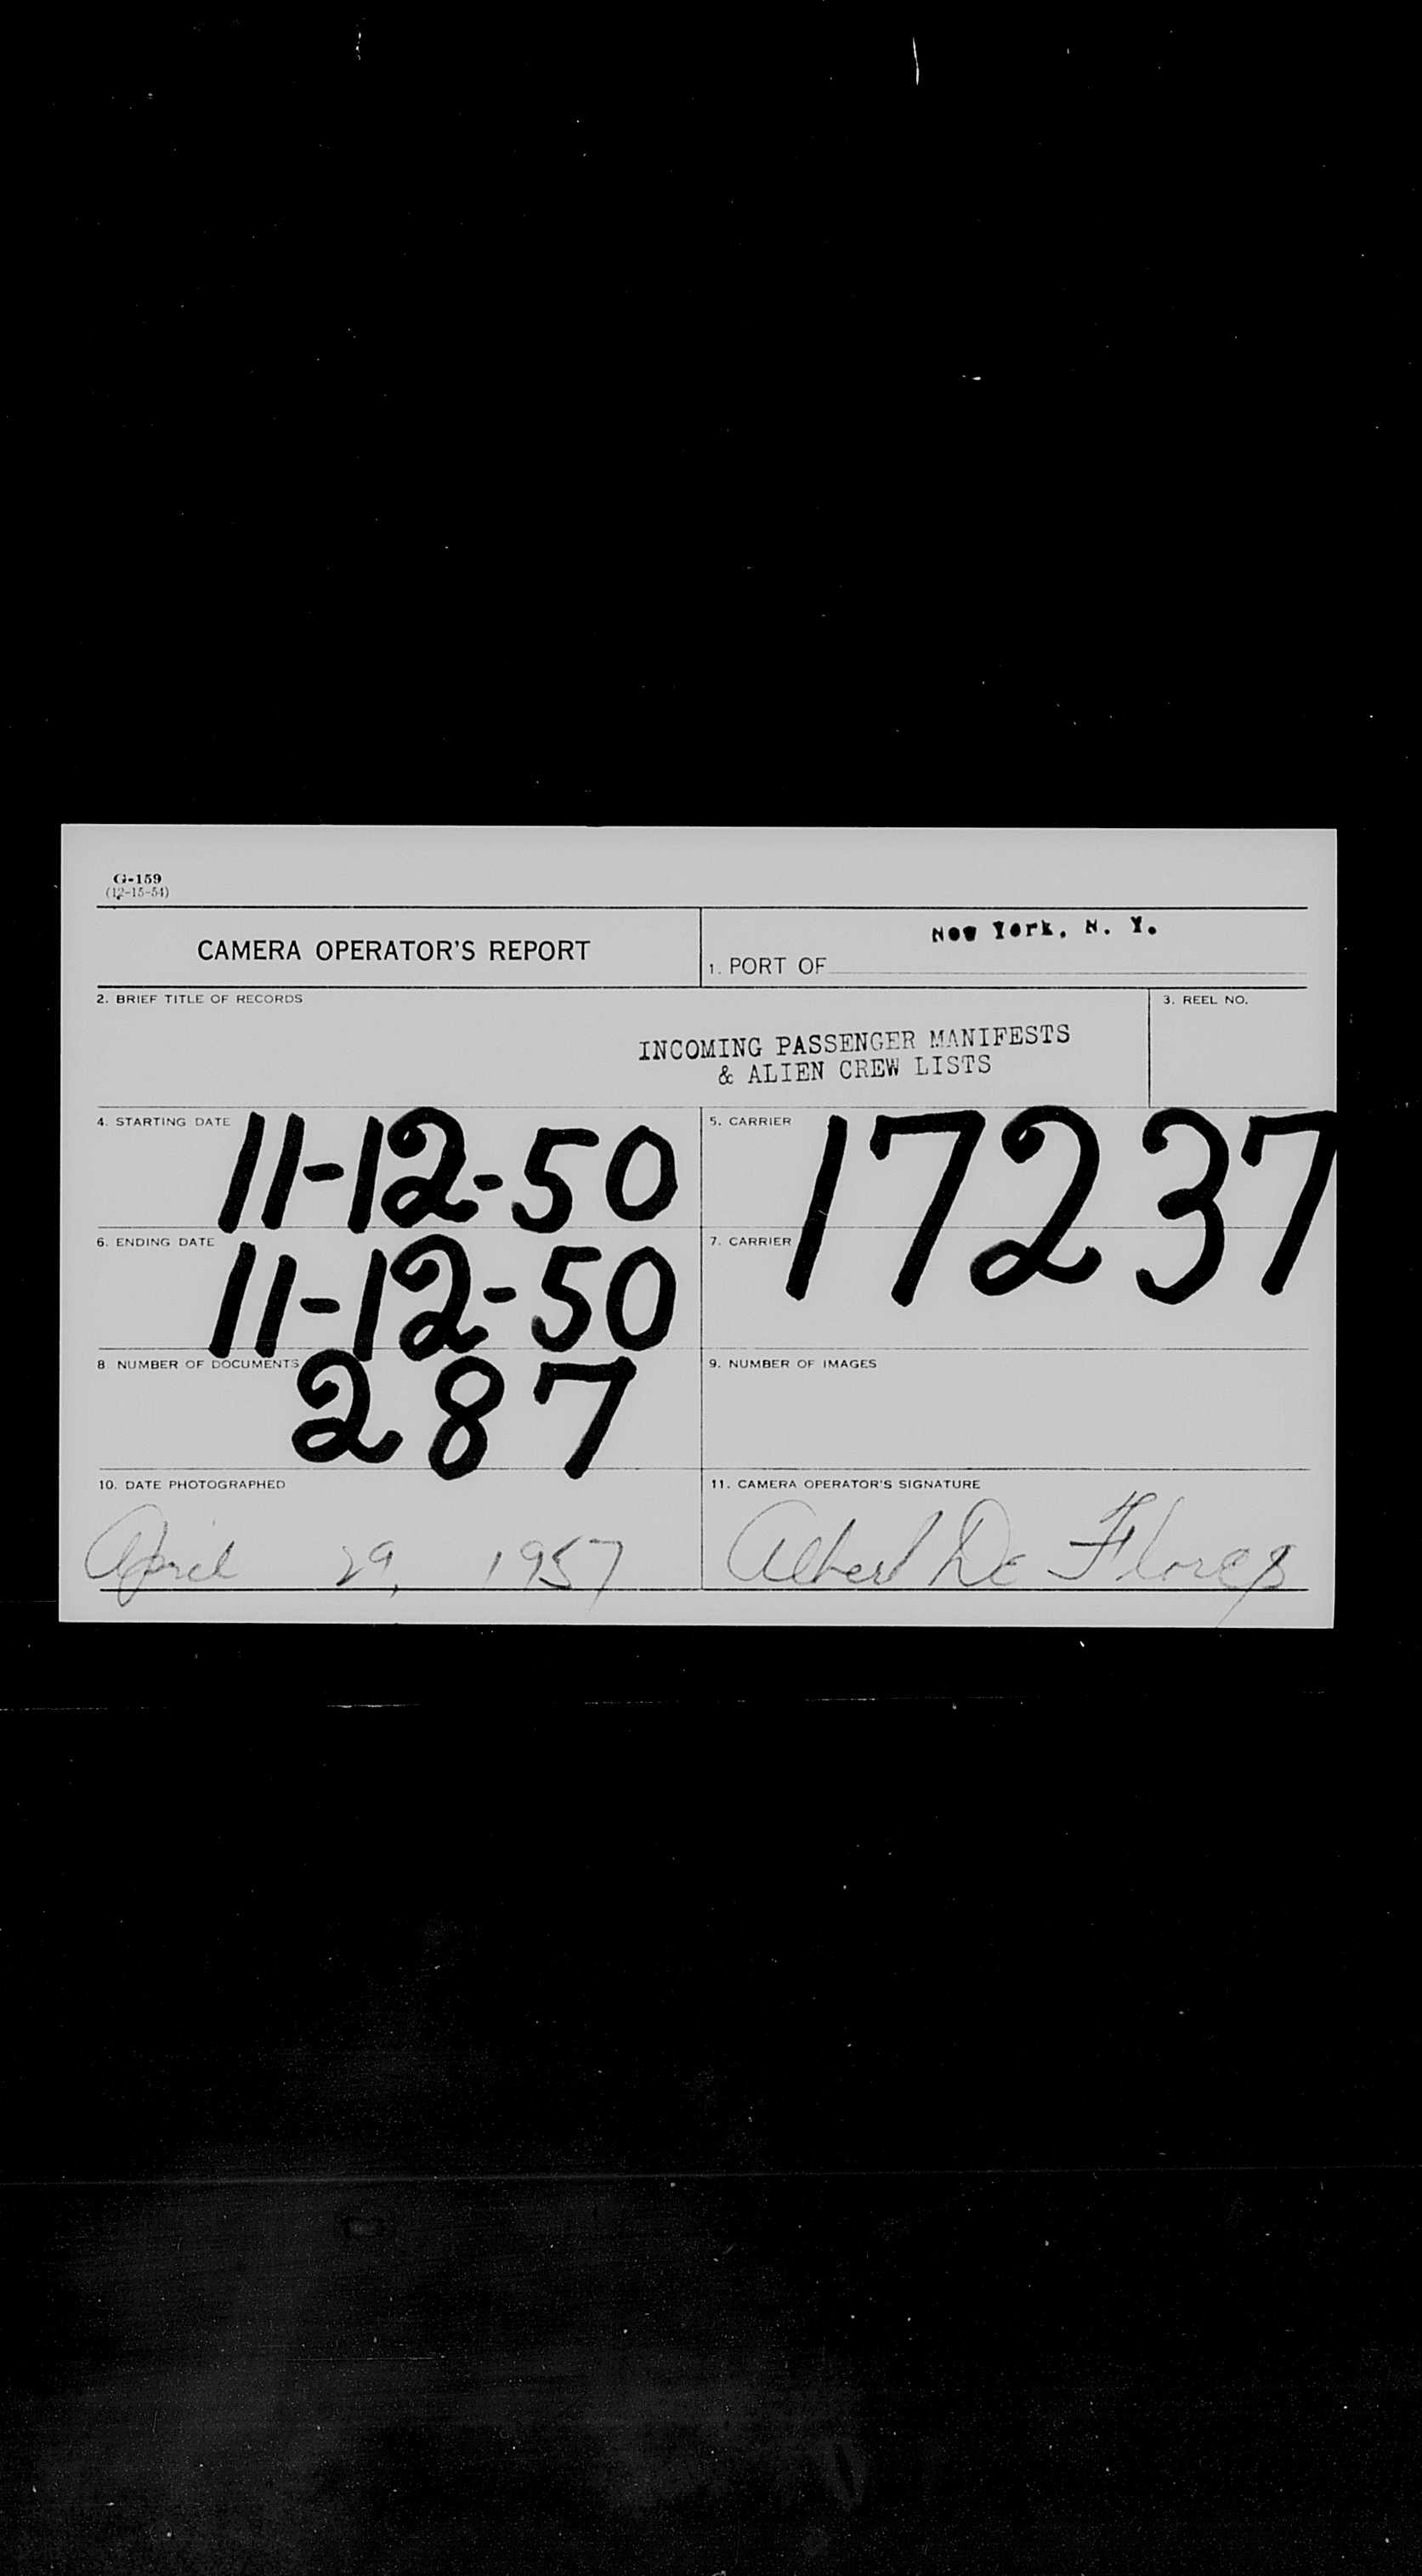 G-159
(12-15-54)
CAMERA OPERATOR'S REPORT
New York, N. Y.
1. PORT OF
2. BRIEF TITLE OF RECORDS
3. REEL NO.
INCOMING PASSENGER MANIFESTS
& ALIEN CREW LISTS
4. STARTING DATE 11-12-50
5. CARRIER 17237
6. ENDING DATE 11-12-50
7. CARRIER
8. NUMBER OF DOCUMENTS 287
9. NUMBER OF IMAGES
10. DATE PHOTOGRAPHED
April 29, 1957
11. CAMERA OPERATOR'S SIGNATURE
Albert De Flores